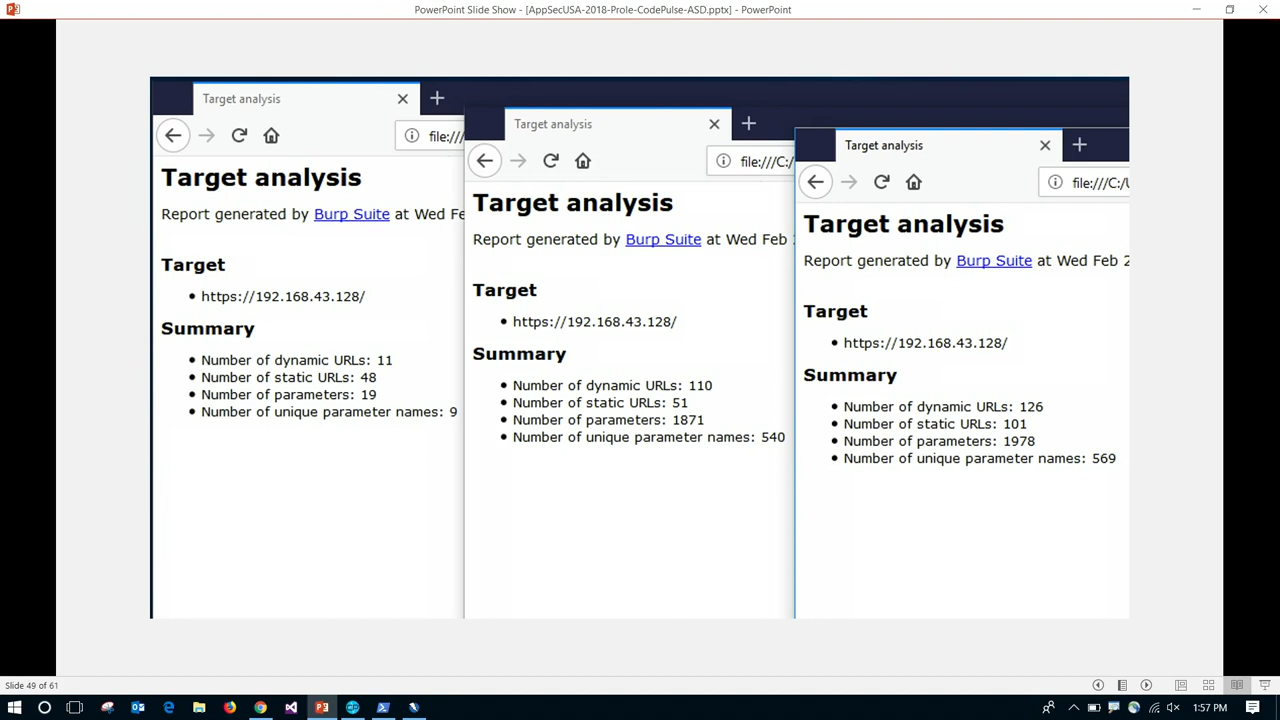 PowerPoint Slide Show - [AppSecUSA-2018-Prole-CodePulse-ASD.pptx] - PowerPoint
Target analysis
file:///
Target analysis
Report generated by Burp Suite at Wed Fe
Target
https://192.168.43.128/
Summary
Number of dynamic URLs: 11
Number of static URLs: 48
Number of parameters: 19
Number of unique parameter names: 9
Target analysis
file:///C:/
Target analysis
Report generated by Burp Suite at Wed Feb
Target
https://192.168.43.128/
Summary
Number of dynamic URLs: 110
Number of static URLs: 51
Number of parameters: 1871
Number of unique parameter names: 540
Target analysis
file:///C:/U
Target analysis
Report generated by Burp Suite at Wed Feb 2
Target
https://192.168.43.128/
Summary
Number of dynamic URLs: 126
Number of static URLs: 101
Number of parameters: 1978
Number of unique parameter names: 569
Slide 49 of 61
1:57 PM